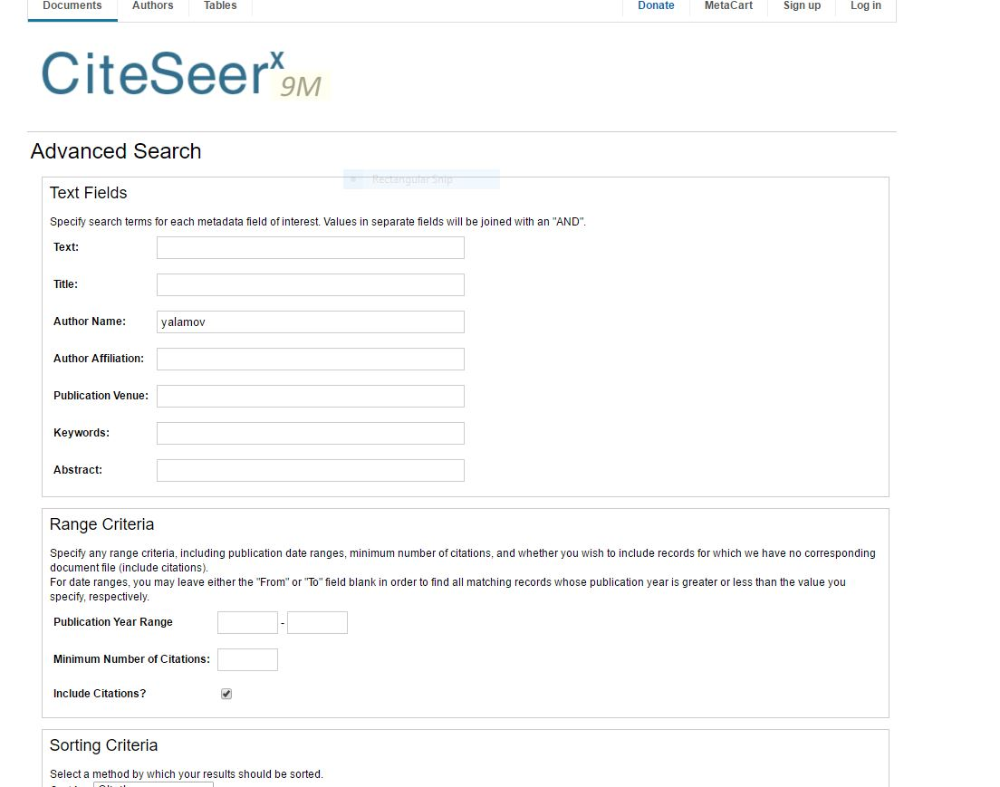 Documents Authors Tables Donate MetaCart Sign up Log in
CiteSeerx 9M
Advanced Search
Rectangular Snip
Text Fields
Specify search terms for each metadata field of interest. Values in separate fields will be joined with an "AND".
Text:
Title:
Author Name: yalamov
Author Affiliation:
Publication Venue:
Keywords:
Abstract:
Range Criteria
Specify any range criteria, including publication date ranges, minimum number of citations, and whether you wish to include records for which we have no corresponding
document file (include citations).
For date ranges, you may leave either the "From" or "To" field blank in order to find all matching records whose publication year is greater or less than the value you
specify, respectively.
Publication Year Range -
Minimum Number of Citations:
Include Citations?
Sorting Criteria
Select a method by which your results should be sorted.